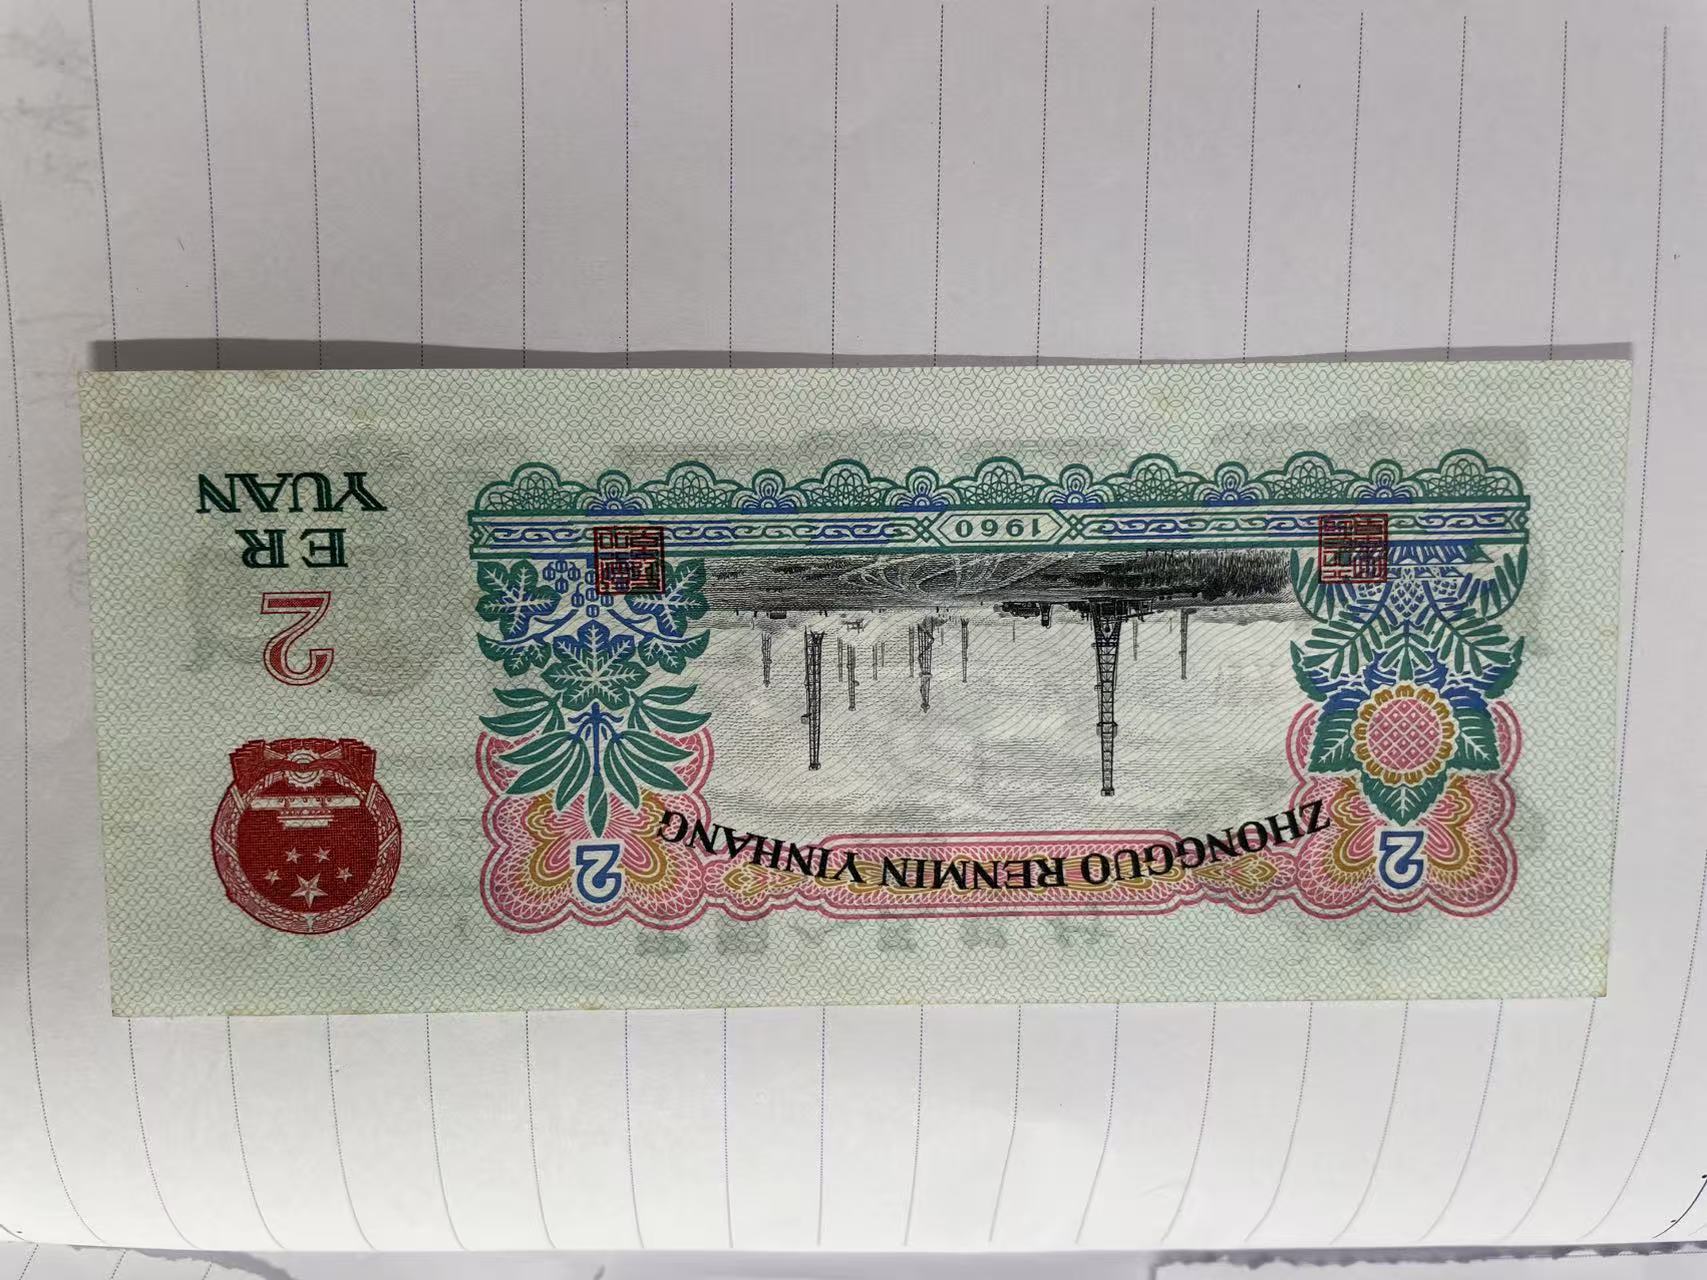 ZHONGGUO RENMIN YINHANG
2
2
2
ER
YUAN
1960